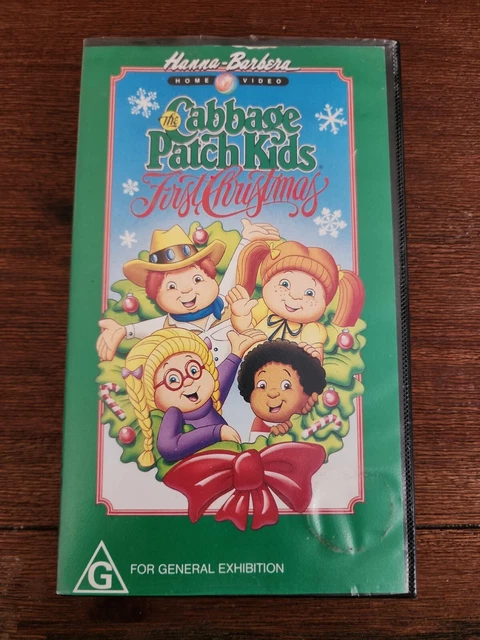 Hanna-Barbera
HOME VIDEO
The Cabbage
Patch Kids
First Christmas
G
FOR GENERAL EXHIBITION